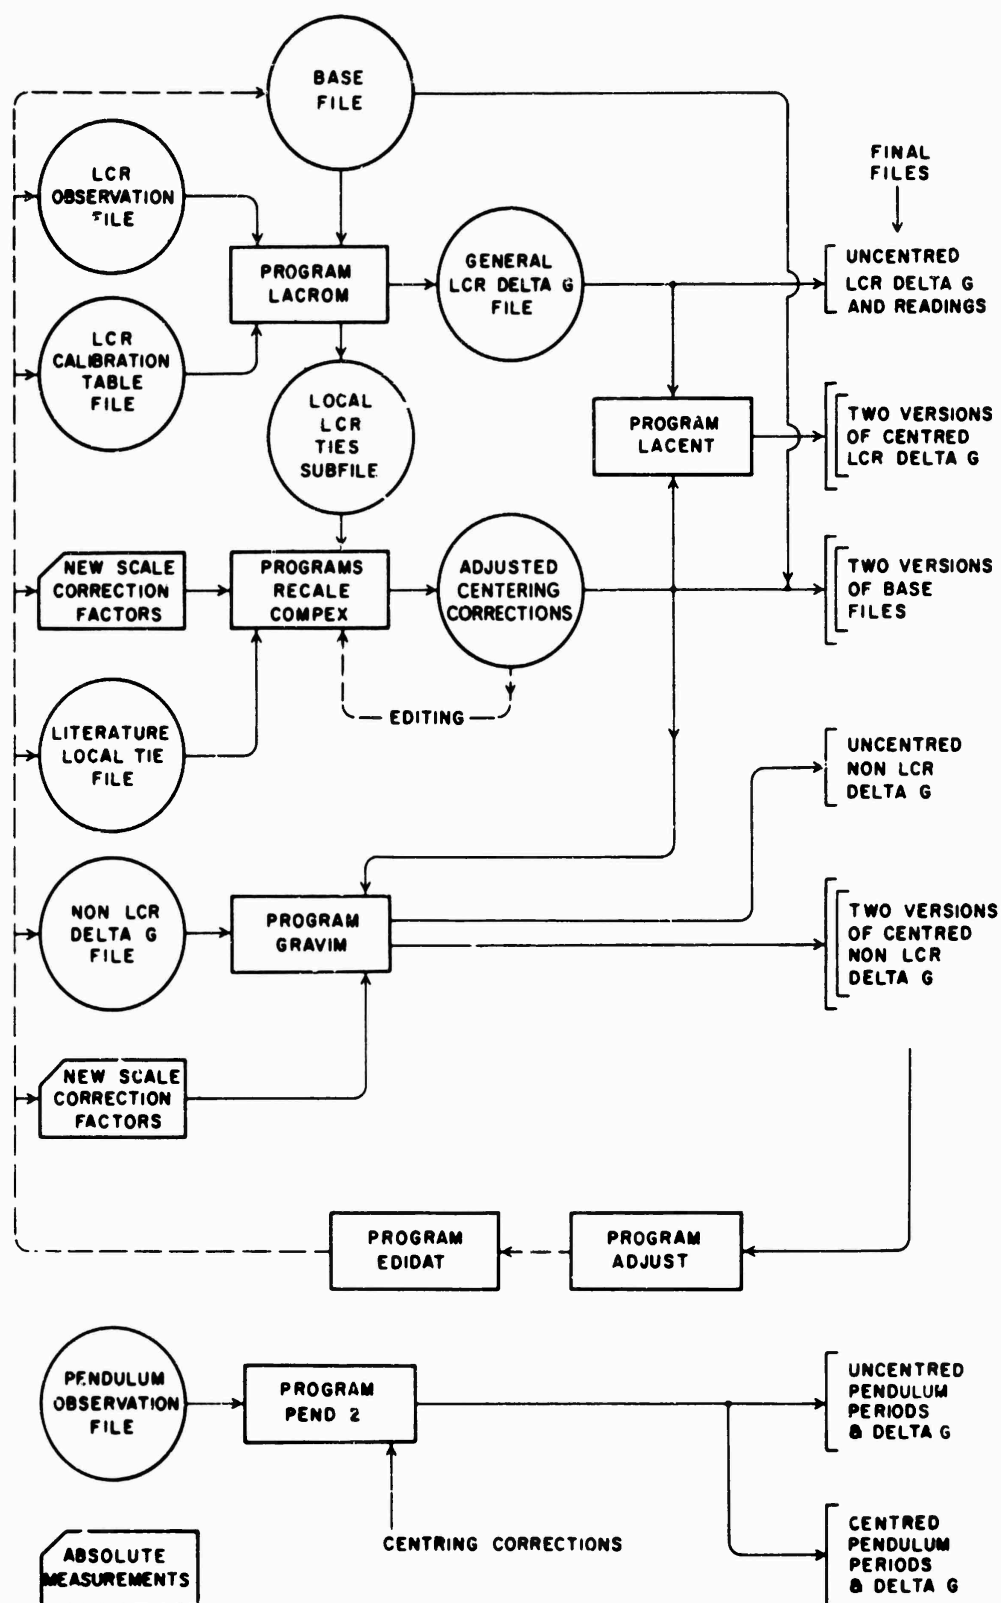 BASE
FILE
LCR
OBSERVATION
FILE
FINAL
FILES
PROGRAM
LACROM
GENERAL
LCR DELTA G
FILE
UNCENTRED
LCR DELTA G
AND READINGS
LCR
CALIBRATION
TABLE
FILE
LOCAL
LCR
TIES
SUBFILE
PROGRAM
LACENT
TWO VERSIONS
OF CENTRED
LCR DELTA G
NEW SCALE
CORRECTION
FACTORS
PROGRAMS
RECALE
COMPEX
ADJUSTED
CENTERING
CORRECTIONS
TWO VERSIONS
OF BASE
FILES
EDITING
LITERATURE
LOCAL TIE
FILE
UNCENTRED
NON LCR
DELTA G
NON LCR
DELTA G
FILE
PROGRAM
GRAVIM
TWO VERSIONS
OF CENTRED
NON LCR
DELTA G
NEW SCALE
CORRECTION
FACTORS
PROGRAM
EDIDAT
PROGRAM
ADJUST
PENDULUM
OBSERVATION
FILE
PROGRAM
PEND 2
UNCENTRED
PENDULUM
PERIODS
& DELTA G
CENTRING CORRECTIONS
CENTRED
PENDULUM
PERIODS
& DELTA G
ABSOLUTE
MEASUREMENTS